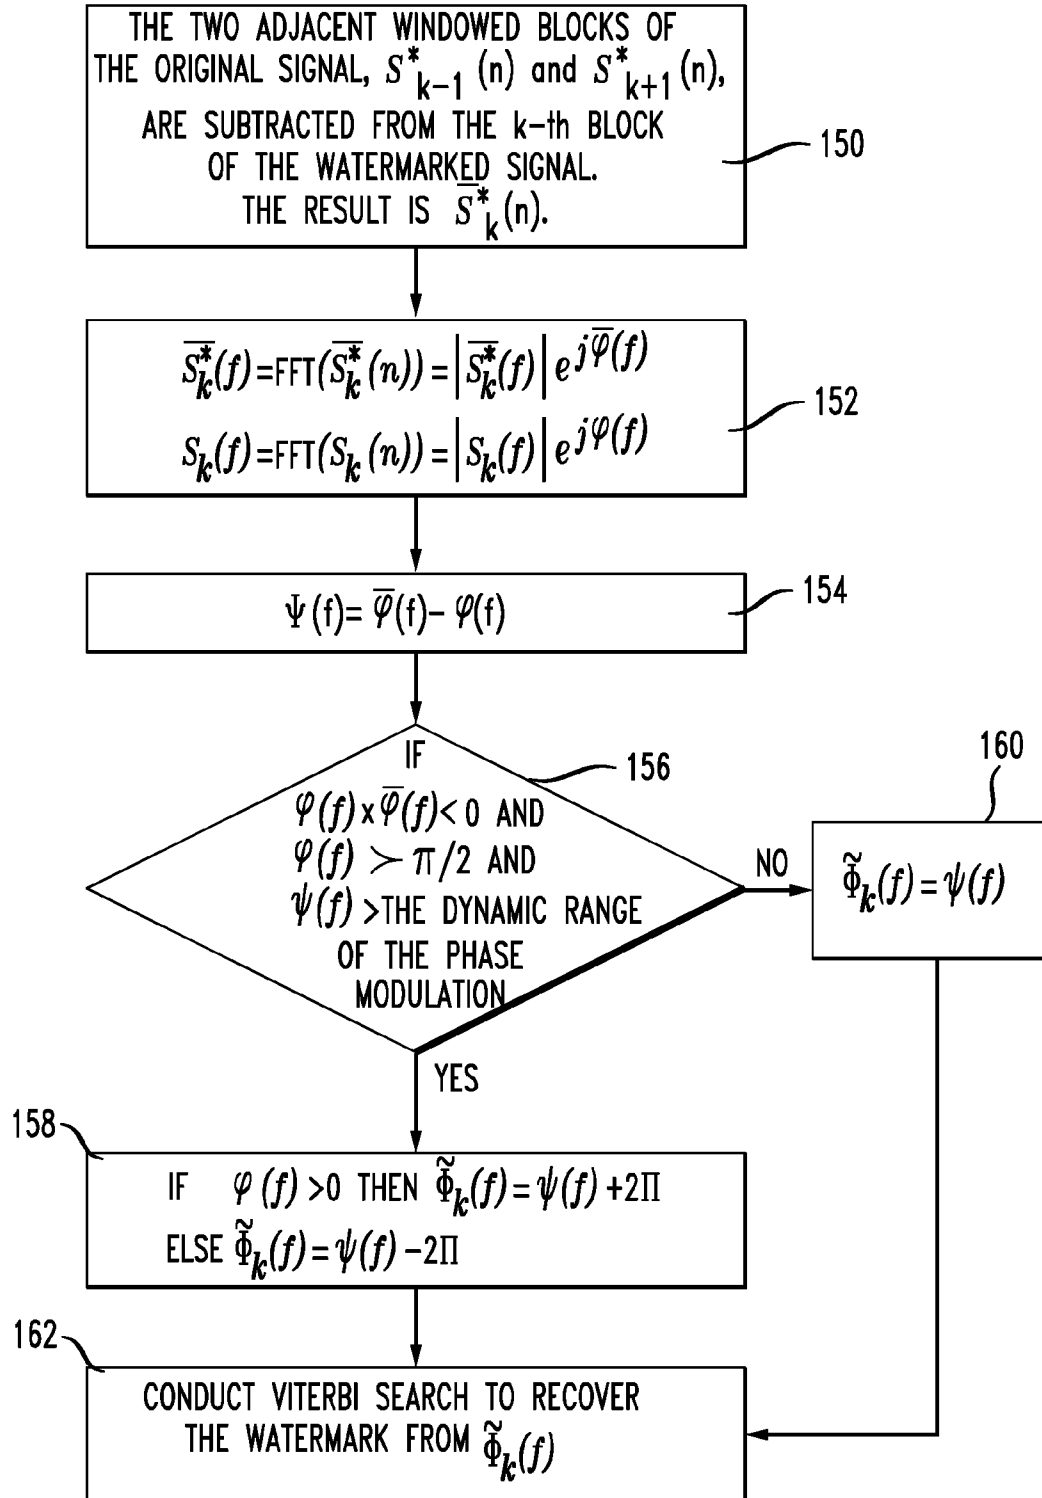 THE TWO ADJACENT WINDOWED BLOCKS OF
THE ORIGINAL SIGNAL, S*k−1 (n) and S*k+1 (n),
ARE SUBTRACTED FROM THE k-th BLOCK
OF THE WATERMARKED SIGNAL.
THE RESULT IS S̅*k(n).
150
S̅*k(f)=FFT(S̅*k(n))=|S̅*k(f)| e^jφ̅(f)
Sk(f)=FFT(Sk(n))=|Sk(f)| e^jφ(f)
152
Ψ(f)= φ̅(f)− φ(f)
154
IF
φ(f)×φ̅(f)<0 AND
φ(f) ≻ π/2 AND
ψ(f) >THE DYNAMIC RANGE
OF THE PHASE
MODULATION
156
NO
160
Φ̃k(f)=ψ(f)
YES
158
IF φ(f) >0 THEN Φ̃k(f)=ψ(f)+2Π
ELSE Φ̃k(f)=ψ(f)−2Π
162
CONDUCT VITERBI SEARCH TO RECOVER
THE WATERMARK FROM Φ̃k(f)